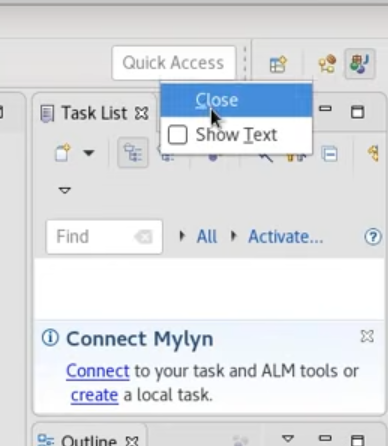 Quick Access
Close
Task List
Show Text
Find
All
Activate...
Connect Mylyn
Connect to your task and ALM tools or
create a local task.
Outline